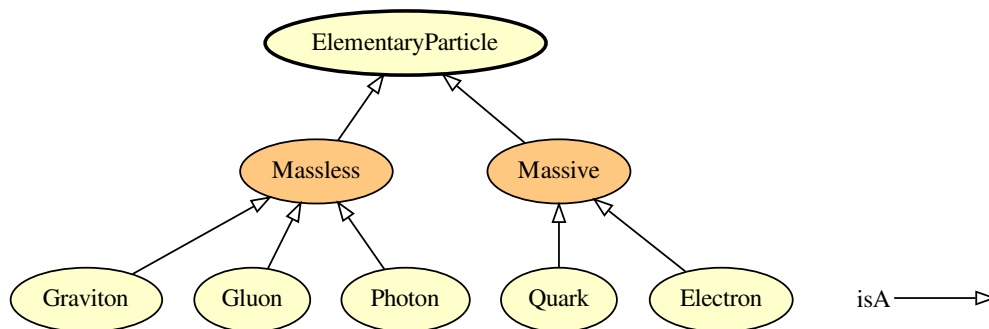 ElementaryParticle
Massless
Massive
Graviton
Gluon
Photon
Quark
Electron
isA